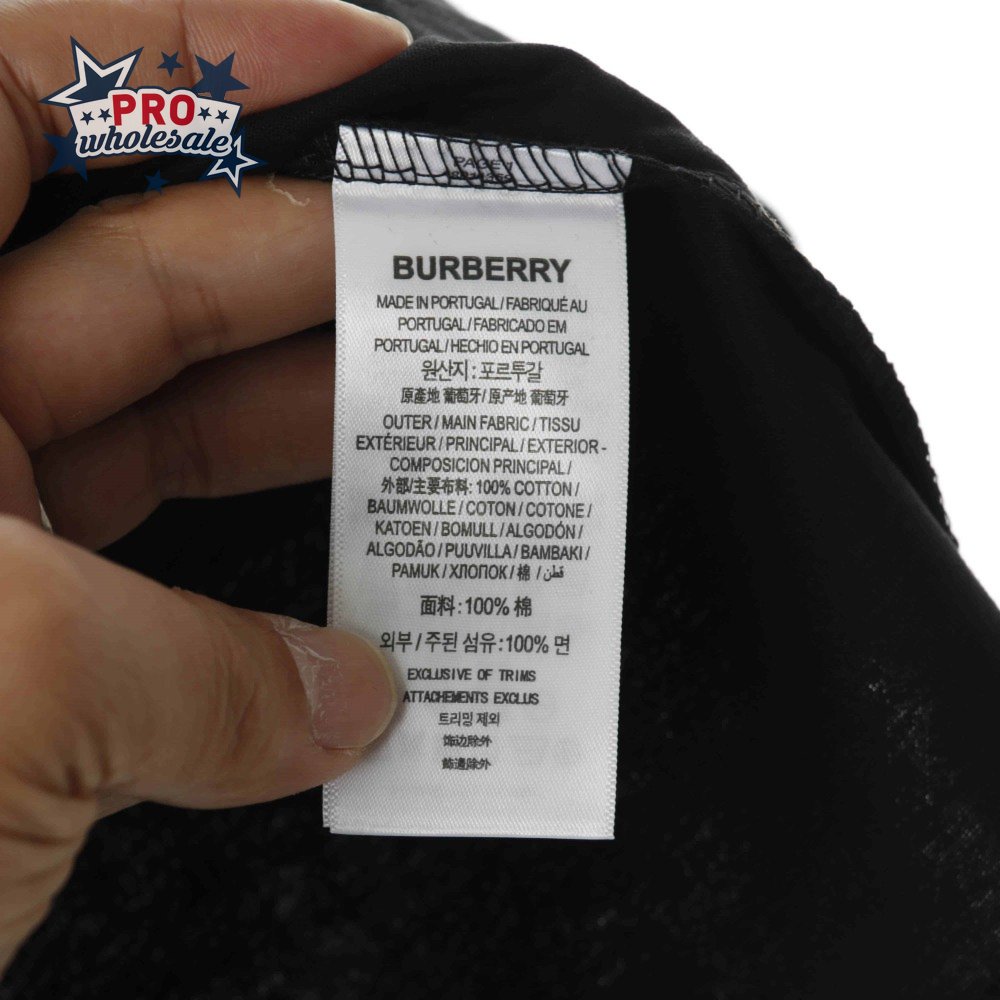 PRO
wholesale
PAGE 1
BURBERRY
MADE IN PORTUGAL / FABRIQUÉ AU
PORTUGAL / FABRICADO EM
PORTUGAL / HECHO EN PORTUGAL
원산지 : 포르투갈
原產地 葡萄牙 / 原产地 葡萄牙
OUTER / MAIN FABRIC / TISSU
EXTÉRIEUR / PRINCIPAL / EXTERIOR -
COMPOSICION PRINCIPAL /
外部/主要布料: 100% COTTON /
BAUMWOLLE / COTON / COTONE /
KATOEN / BOMULL / ALGODÓN /
ALGODÃO / PUUVILLA / BAMBAKI /
PAMUK / ХЛОПОК / 棉 / قطن
面料: 100% 棉
외부 / 주된 섬유: 100% 면
EXCLUSIVE OF TRIMS
ATTACHEMENTS EXCLUS
트리밍 제외
饰边除外
飾邊除外